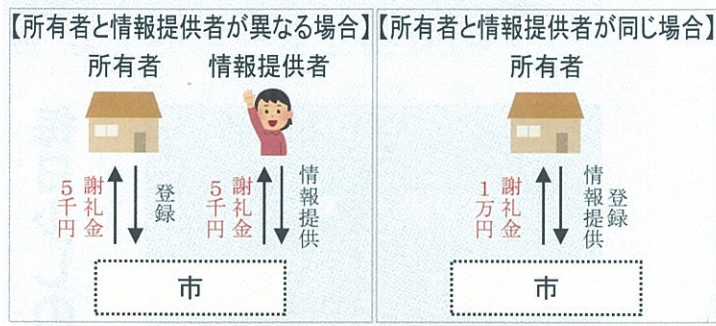 【所有者と情報提供者が異なる場合】
所有者
情報提供者
謝礼金
5千円
登録
謝礼金
5千円
情報提供
市
【所有者と情報提供者が同じ場合】
所有者
謝礼金
1万円
登録
情報提供
市